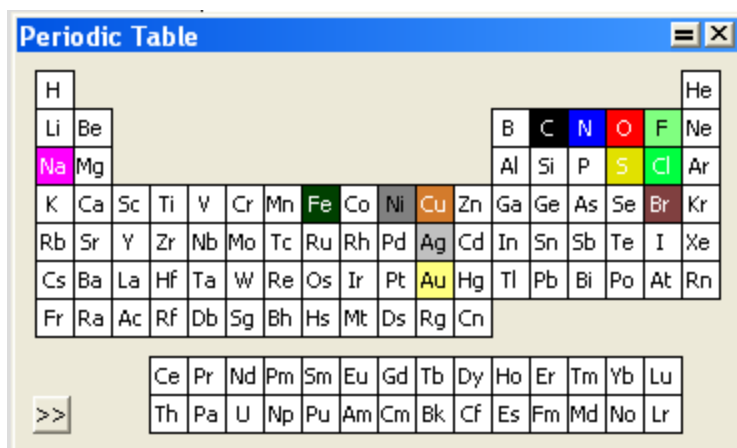 Periodic Table
H He
Li Be B C N O F Ne
Na Mg Al Si P S Cl Ar
K Ca Sc Ti V Cr Mn Fe Co Ni Cu Zn Ga Ge As Se Br Kr
Rb Sr Y Zr Nb Mo Tc Ru Rh Pd Ag Cd In Sn Sb Te I Xe
Cs Ba La Hf Ta W Re Os Ir Pt Au Hg Tl Pb Bi Po At Rn
Fr Ra Ac Rf Db Sg Bh Hs Mt Ds Rg Cn
Ce Pr Nd Pm Sm Eu Gd Tb Dy Ho Er Tm Yb Lu
>> Th Pa U Np Pu Am Cm Bk Cf Es Fm Md No Lr